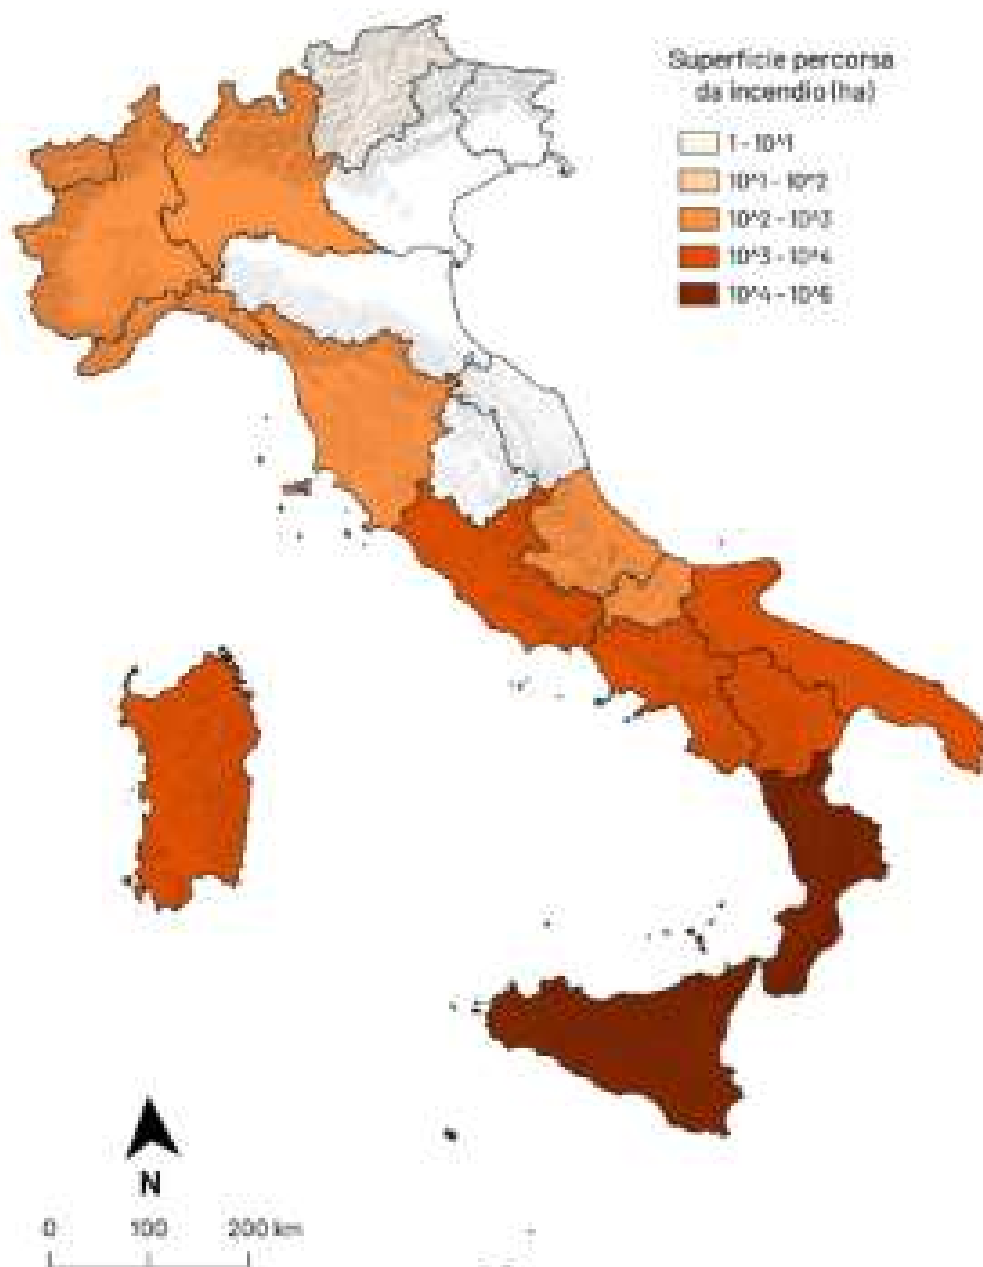 Superficie percorsa
da incendio (ha)
1 - 10^1
10^1 - 10^2
10^2 - 10^3
10^3 - 10^4
10^4 - 10^5
N
0 100 200 km